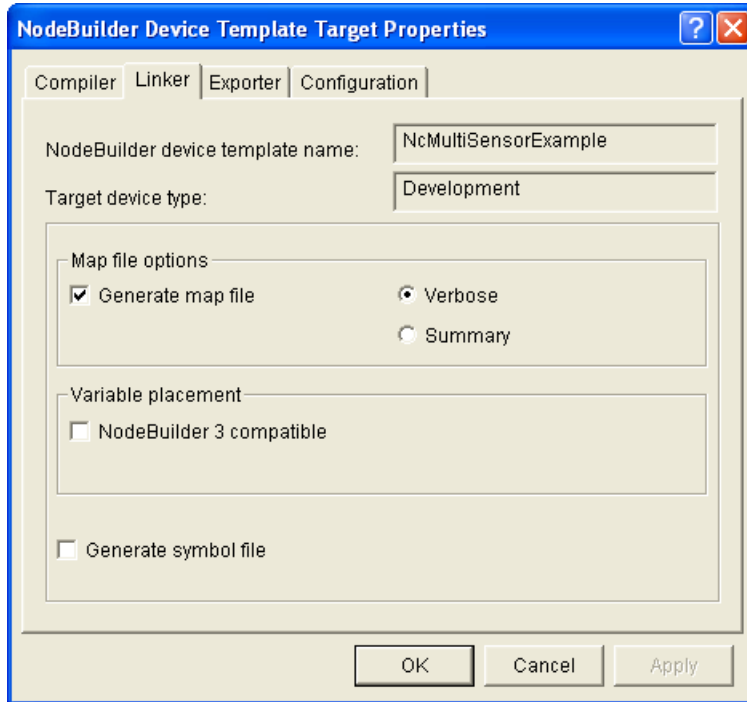 NodeBuilder Device Template Target Properties
Compiler Linker Exporter Configuration
NodeBuilder device template name: NcMultiSensorExample
Target device type: Development
Map file options
Generate map file Verbose
Summary
Variable placement
NodeBuilder 3 compatible
Generate symbol file
OK Cancel Apply